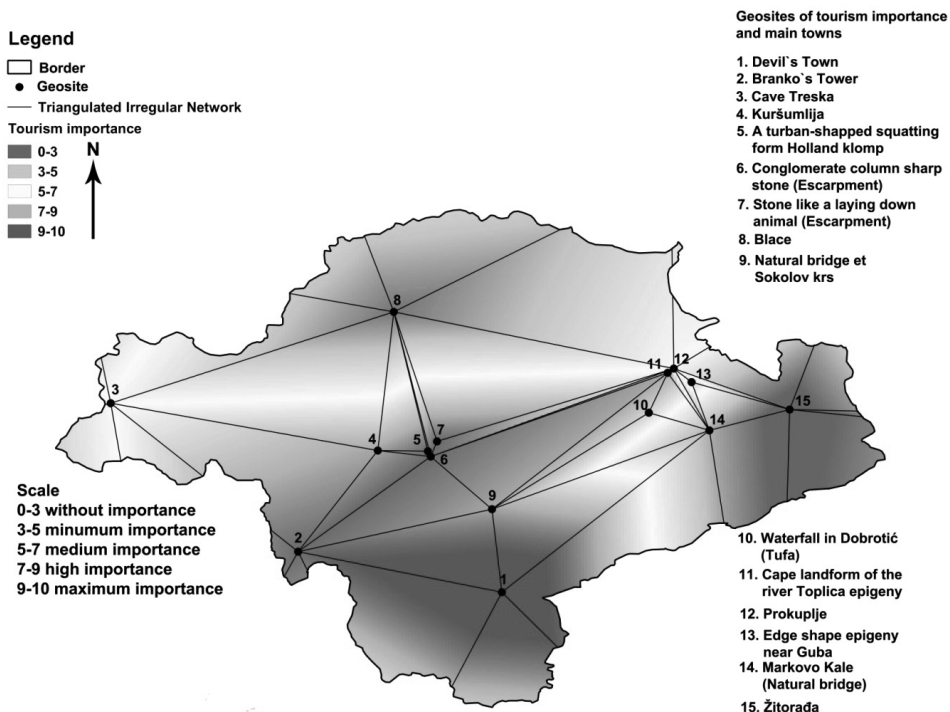 Legend
Border
Geosite
Triangulated Irregular Network
Tourism importance
0-3
3-5
5-7
7-9
9-10
N
Geosites of tourism importance
and main towns
1. Devil`s Town
2. Branko`s Tower
3. Cave Treska
4. Kuršumlija
5. A turban-shaped squatting
form Holland klomp
6. Conglomerate column sharp
stone (Escarpment)
7. Stone like a laying down
animal (Escarpment)
8. Blace
9. Natural bridge et
Sokolov krs
8
3
12
11
13
10
15
14
7
4
5
6
9
2
1
Scale
0-3 without importance
3-5 minumum importance
5-7 medium importance
7-9 high importance
9-10 maximum importance
10. Waterfall in Dobrotić
(Tufa)
11. Cape landform of the
river Toplica epigeny
12. Prokuplje
13. Edge shape epigeny
near Guba
14. Markovo Kale
(Natural bridge)
15. Žitorađa